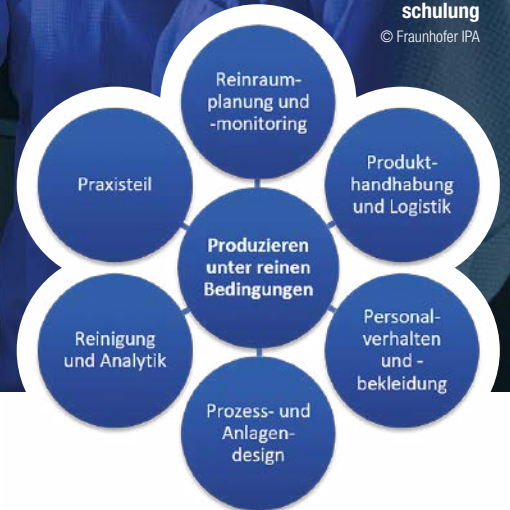 schulung
© Fraunhofer IPA
Reinraum-
planung und
-monitoring
Produkt-
handhabung
und Logistik
Personal-
verhalten
und -
bekleidung
Prozess- und
Anlagen-
design
Reinigung
und Analytik
Praxisteil
Produzieren
unter reinen
Bedingungen